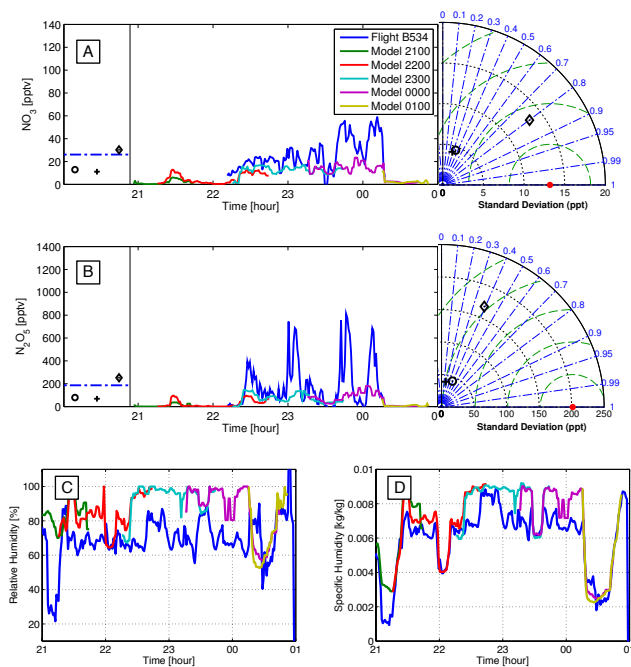 A
NO3 [pptv]
140
120
100
80
60
40
20
0
21
22
23
00
0
Time [hour]
Flight B534
Model 2100
Model 2200
Model 2300
Model 0000
Model 0100
0
0.1
0.2
0.3
0.4
0.5
0.6
0.7
0.8
0.9
0.95
0.99
1
0 5 10 15 20
Standard Deviation (ppt)
B
N2O5 [pptv]
1400
1200
1000
800
600
400
200
0
21
22
23
00
0
Time [hour]
0
0.1
0.2
0.3
0.4
0.5
0.6
0.7
0.8
0.9
0.95
0.99
1
0 50 100 150 200 250
Standard Deviation (ppt)
C
Relative Humidity [%]
100
80
60
40
20
21 22 23 00 01
Time [hour]
D
Specific Humidity [kg/kg]
0.01
0.008
0.006
0.004
0.002
0
21 22 23 00
Time [hour]